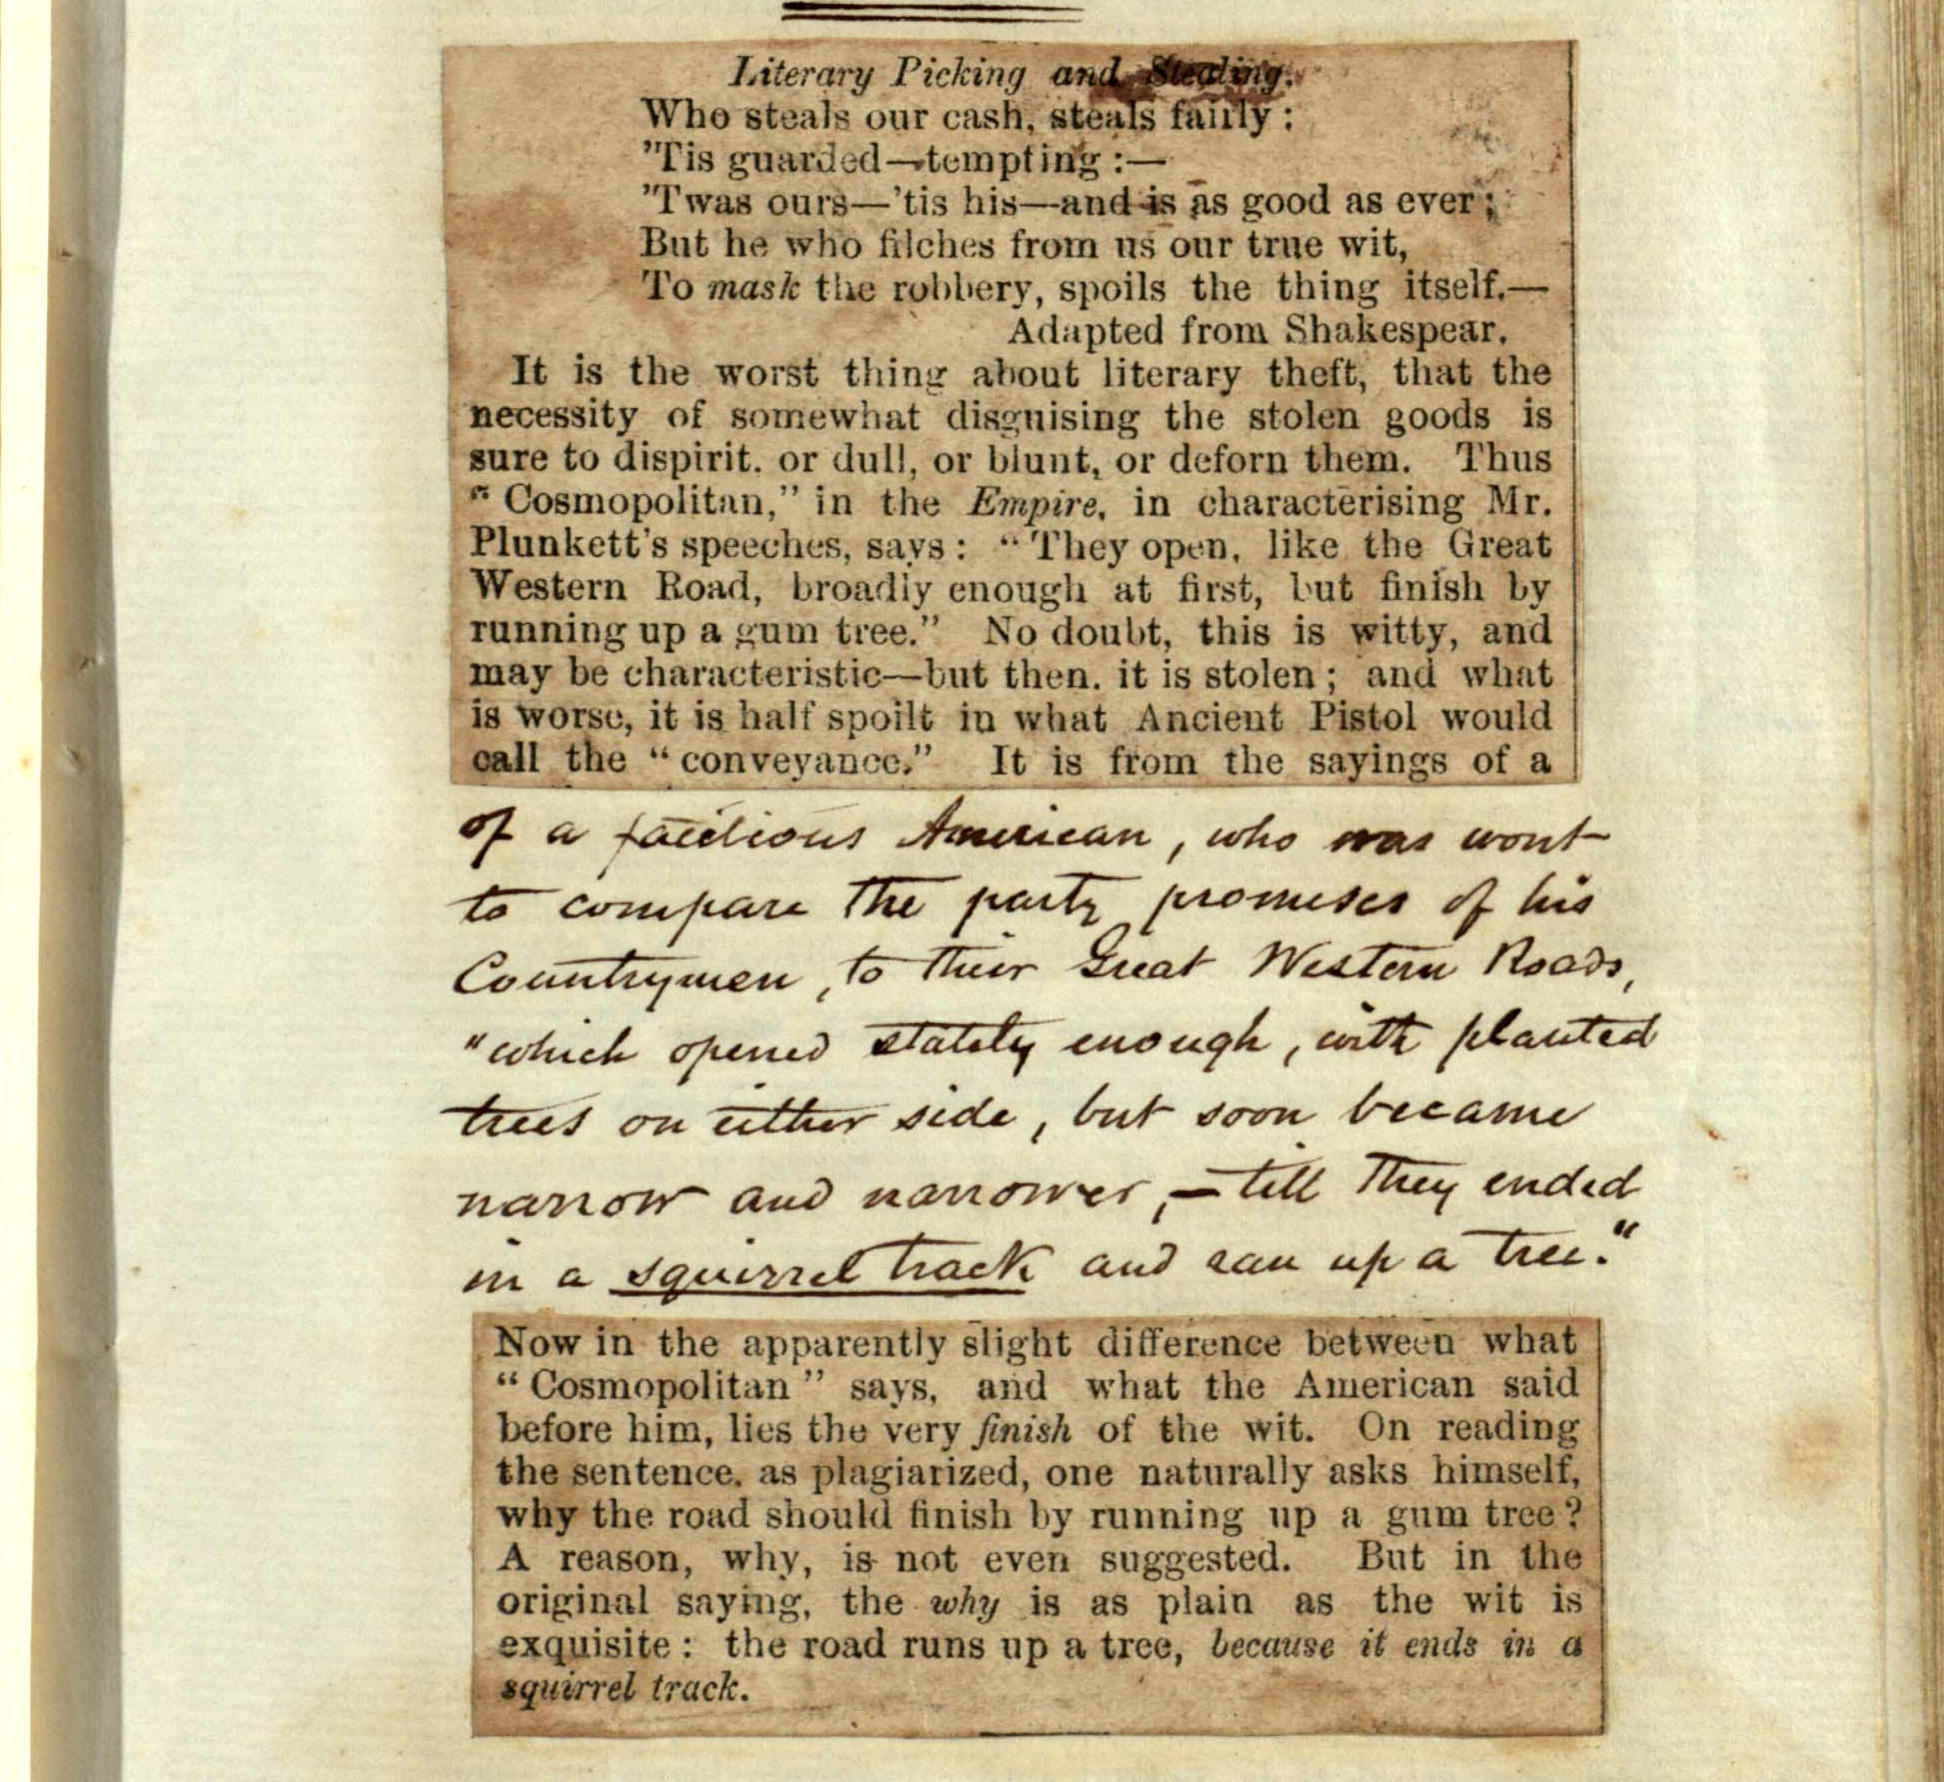 Literary Picking and Stealing.
Who steals our cash, steals fairly :
'Tis guarded—tempting :—
'Twas ours—'tis his—and is as good as ever ;
But he who filches from us our true wit,
To mask the robbery, spoils the thing itself.—
Adapted from Shakespear.
It is the worst thing about literary theft, that the
necessity of somewhat disguising the stolen goods is
sure to dispirit. or dull, or blunt, or deforn them. Thus
“ Cosmopolitan,” in the Empire, in characterising Mr.
Plunkett's speeches, says : “ They open, like the Great
Western Road, broadly enough at first, but finish by
running up a gum tree.” No doubt, this is witty, and
may be characteristic—but then. it is stolen ; and what
is worse, it is half spoilt in what Ancient Pistol would
call the “ conveyance.” It is from the sayings of a
of a facetious American, who was wont
to compare the party promises of his
Countrymen, to their Great Western Roads,
"which opened stately enough, with planted
trees on either side, but soon became
narrow and narrower, — till they ended
in a squirrel track and ran up a tree."
Now in the apparently slight difference between what
“ Cosmopolitan ” says, and what the American said
before him, lies the very finish of the wit. On reading
the sentence. as plagiarized, one naturally asks himself,
why the road should finish by running up a gum tree ?
A reason, why, is not even suggested. But in the
original saying, the why is as plain as the wit is
exquisite : the road runs up a tree, because it ends in a
squirrel track.